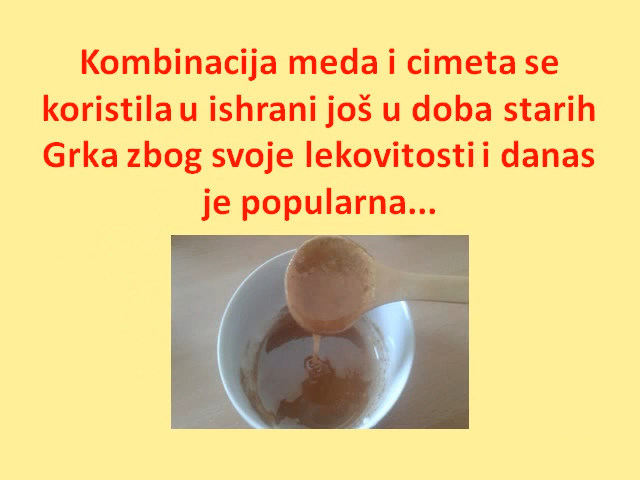 Kombinacija meda i cimeta se
koristila u ishrani još u doba starih
Grka zbog svoje lekovitosti i danas
je popularna...